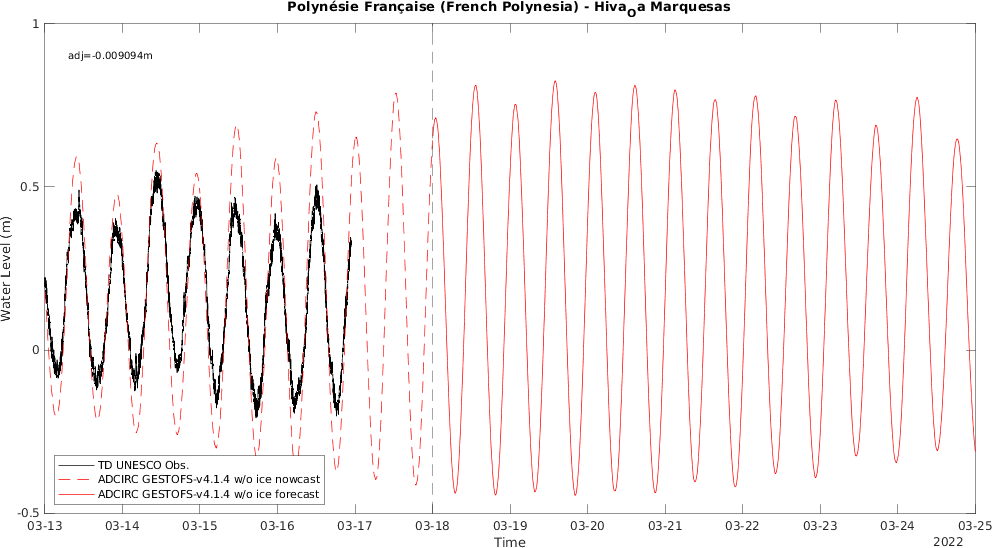 Polynésie Française (French Polynesia) - HivaOa Marquesas
adj=-0.009094m
Water Level (m)
1
0.5
0
-0.5
TD UNESCO Obs.
ADCIRC GESTOFS-v4.1.4 w/o ice nowcast
ADCIRC GESTOFS-v4.1.4 w/o ice forecast
03-13 03-14 03-15 03-16 03-17 03-18 03-19 03-20 03-21 03-22 03-23 03-24 03-25
Time
2022